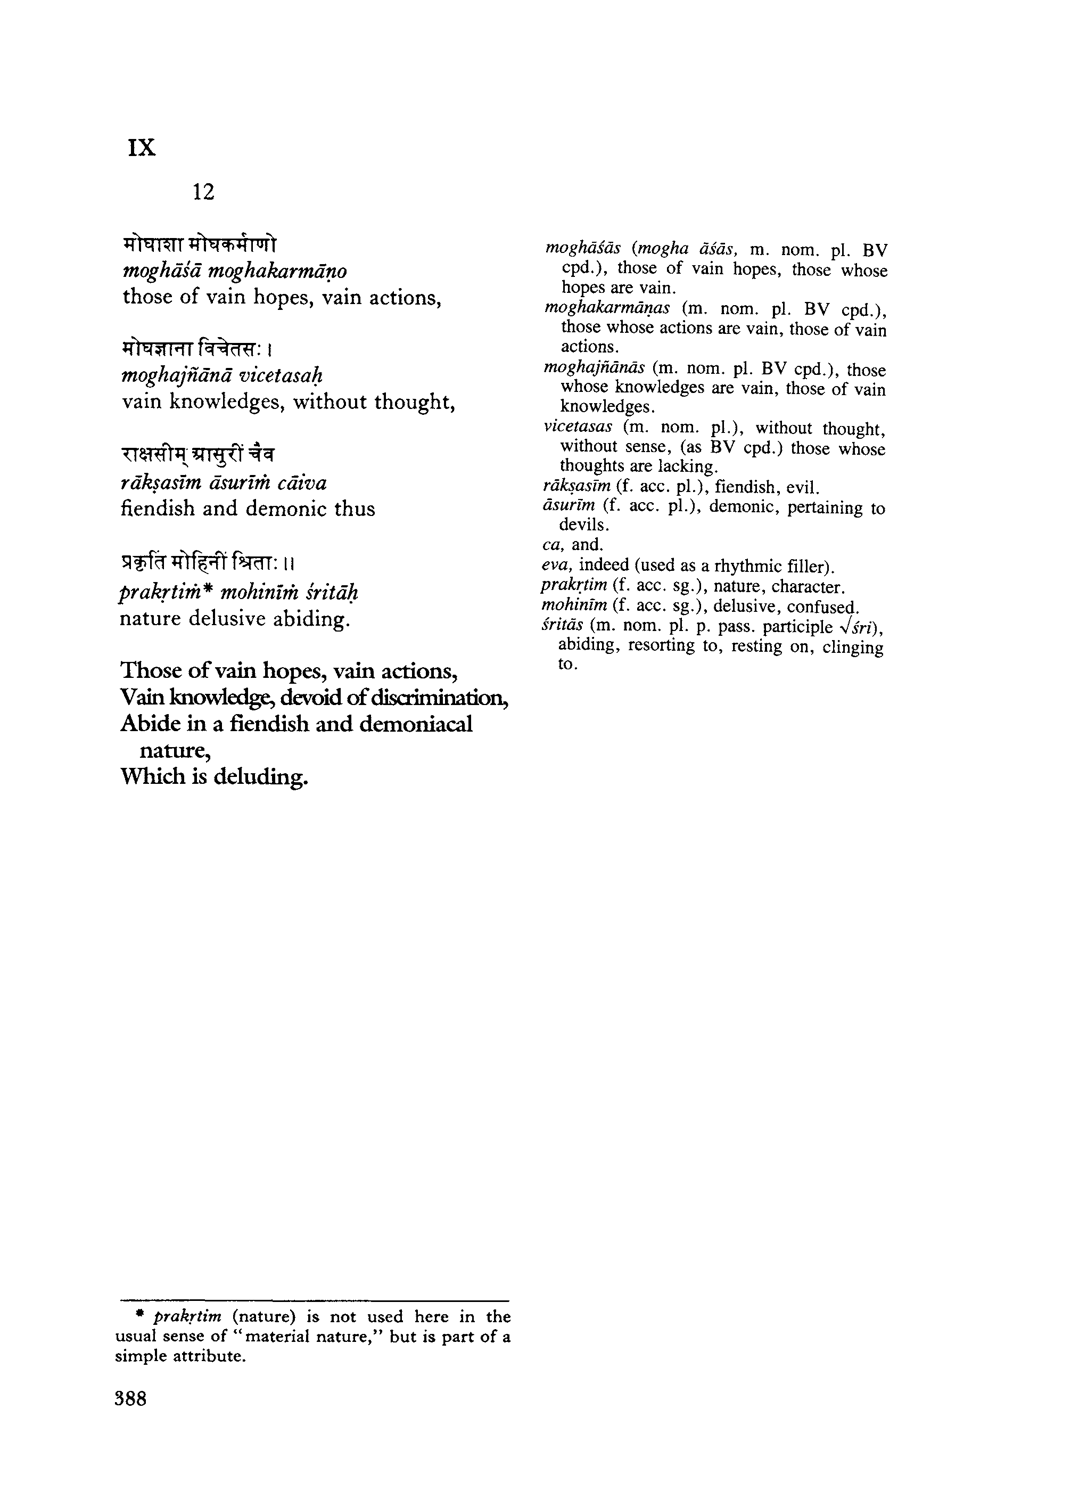 IX
12
मोघाशा मोघकर्माणो
moghāśā moghakarmāṇo
those of vain hopes, vain actions,
मोघज्ञाना विचेतसः ।
moghajñānā vicetasaḥ
vain knowledges, without thought,
राक्षसीम् आसुरीं चैव
rākṣasīm āsurīṁ cāiva
fiendish and demonic thus
प्रकृतिं मोहिनीं श्रिताः ॥
prakṛtiṁ* mohinīṁ śritāḥ
nature delusive abiding.
Those of vain hopes, vain actions,
Vain knowledge, devoid of discrimination,
Abide in a fiendish and demoniacal
nature,
Which is deluding.
moghāśās (mogha āśās, m. nom. pl. BV
cpd.), those of vain hopes, those whose
hopes are vain.
moghakarmāṇas (m. nom. pl. BV cpd.),
those whose actions are vain, those of vain
actions.
moghajñānās (m. nom. pl. BV cpd.), those
whose knowledges are vain, those of vain
knowledges.
vicetasas (m. nom. pl.), without thought,
without sense, (as BV cpd.) those whose
thoughts are lacking.
rākṣasīm (f. acc. pl.), fiendish, evil.
āsurīm (f. acc. pl.), demonic, pertaining to
devils.
ca, and.
eva, indeed (used as a rhythmic filler).
prakṛtim (f. acc. sg.), nature, character.
mohinīm (f. acc. sg.), delusive, confused.
śritās (m. nom. pl. p. pass. participle √śri),
abiding, resorting to, resting on, clinging
to.
* prakṛtim (nature) is not used here in the
usual sense of “material nature,” but is part of a
simple attribute.
388